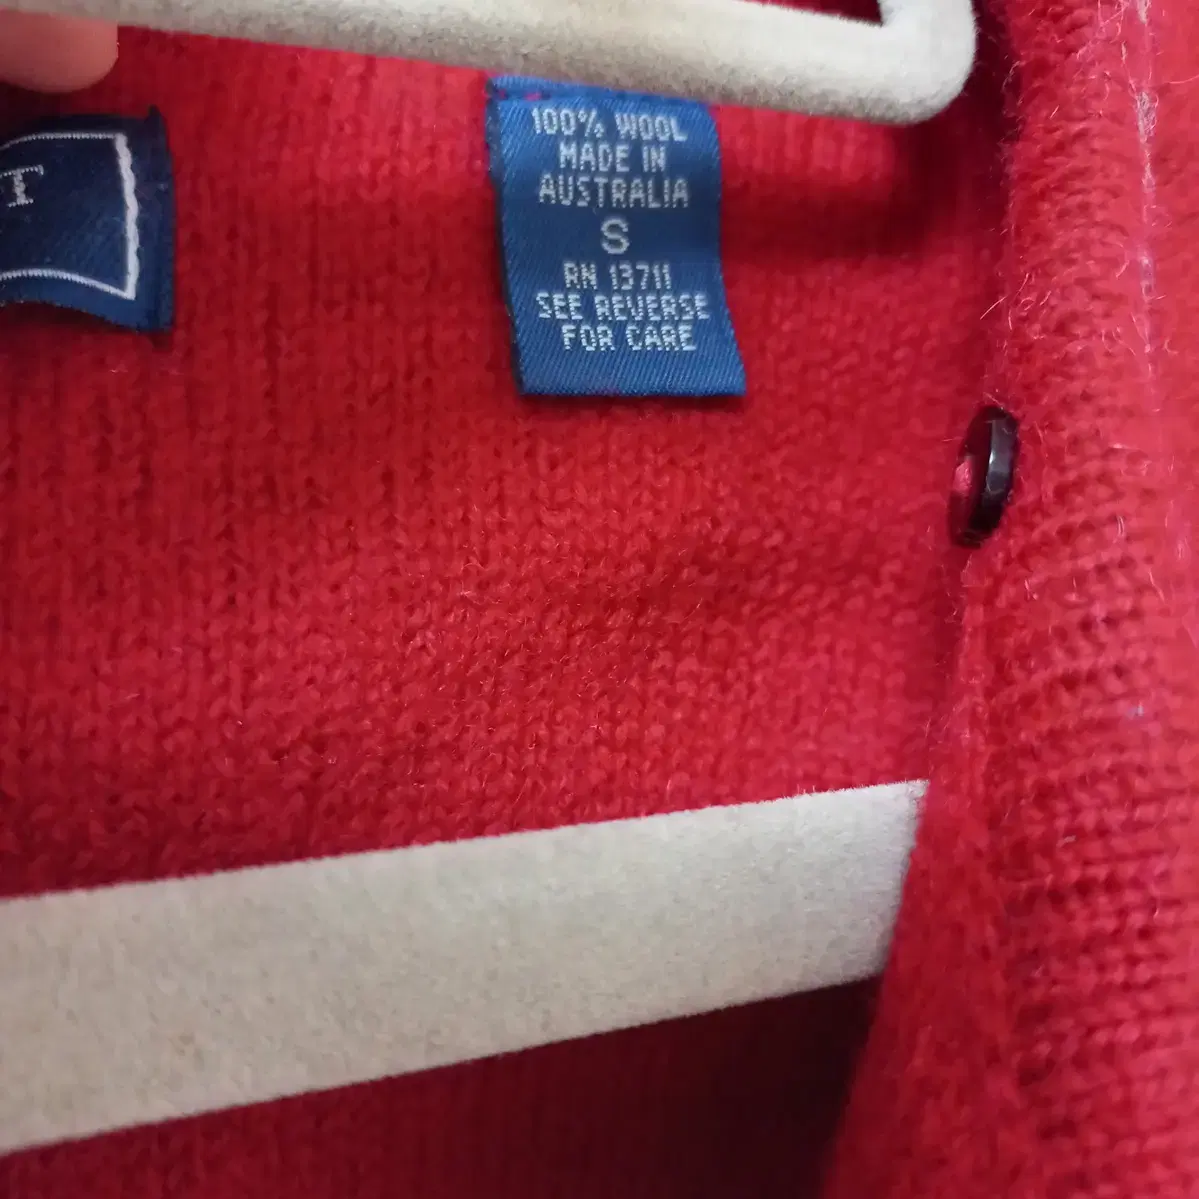 T
100% WOOL
MADE IN
AUSTRALIA
S
RN 13711
SEE REVERSE
FOR CARE